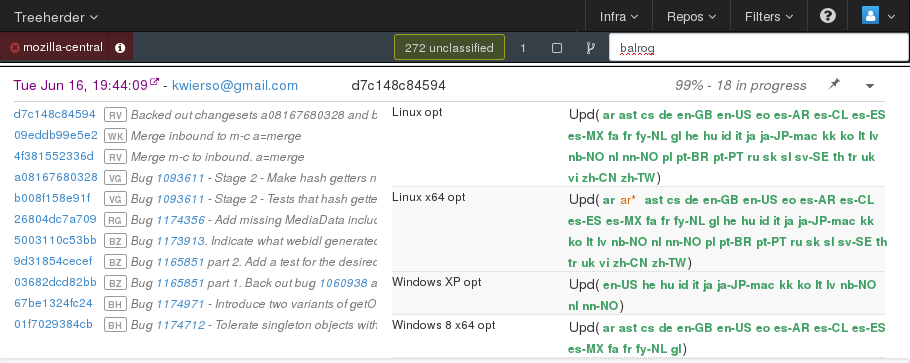 Treeherder Infra Repos Filters ?
mozilla-central 272 unclassified 1 balrog
Tue Jun 16, 19:44:09 - kwierso@gmail.com d7c148c84594 99% - 18 in progress
d7c148c84594 RV Backed out changesets a08167680328 and b
09eddb99e5e2 WK Merge inbound to m-c a=merge
4f381552336d RV Merge m-c to inbound. a=merge
a08167680328 VG Bug 1093611 - Stage 2 - Make hash getters n
b008f158e91f VG Bug 1093611 - Stage 2 - Tests that hash gette
26804dc7a709 RG Bug 1174356 - Add missing MediaData includ
5003110c53bb BZ Bug 1173913. Indicate what webidl generated
9d31854cecef BZ Bug 1165851 part 2. Add a test for the desired
03682dcd82bb BZ Bug 1165851 part 1. Back out bug 1060938 a
67be1324fc24 BH Bug 1174971 - Introduce two variants of getO
01f7029384cb BH Bug 1174712 - Tolerate singleton objects with
Linux opt Upd( ar ast cs de en-GB en-US eo es-AR es-CL es-ES
es-MX fa fr fy-NL gl he hu id it ja ja-JP-mac kk ko lt lv
nb-NO nl nn-NO pl pt-BR pt-PT ru sk sl sv-SE th tr uk
vi zh-CN zh-TW)
Linux x64 opt Upd( ar ar* ast cs de en-GB en-US eo es-AR es-CL
es-ES es-MX fa fr fy-NL gl he hu id it ja ja-JP-mac kk
ko lt lv nb-NO nl nn-NO pl pt-BR pt-PT ru sk sl sv-SE th
tr uk vi zh-CN zh-TW)
Windows XP opt Upd( en-US he hu id it ja ja-JP-mac kk ko lt lv nb-NO
nl nn-NO)
Windows 8 x64 opt Upd( ar ast cs de en-GB en-US eo es-AR es-CL es-ES
es-MX fa fr fy-NL gl)